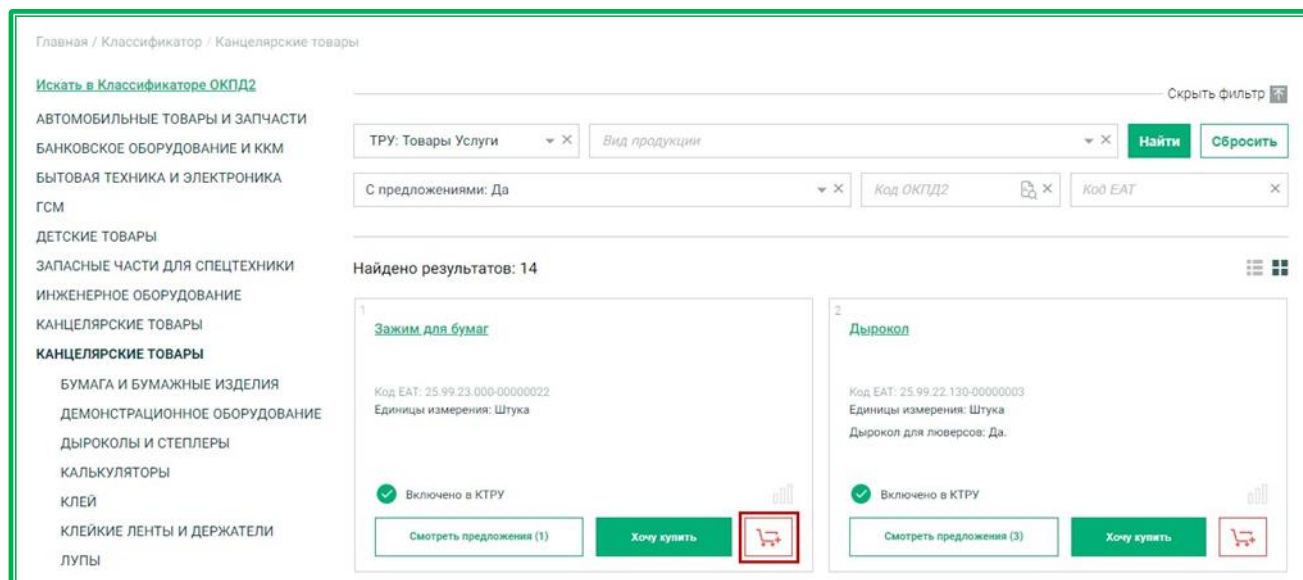 Главная / Классификатор / Канцелярские товары
Искать в Классификаторе ОКПД2
АВТОМОБИЛЬНЫЕ ТОВАРЫ И ЗАПЧАСТИ
БАНКОВСКОЕ ОБОРУДОВАНИЕ И ККМ
БЫТОВАЯ ТЕХНИКА И ЭЛЕКТРОНИКА
ГСМ
ДЕТСКИЕ ТОВАРЫ
ЗАПАСНЫЕ ЧАСТИ ДЛЯ СПЕЦТЕХНИКИ
ИНЖЕНЕРНОЕ ОБОРУДОВАНИЕ
КАНЦЕЛЯРСКИЕ ТОВАРЫ
КАНЦЕЛЯРСКИЕ ТОВАРЫ
БУМАГА И БУМАЖНЫЕ ИЗДЕЛИЯ
ДЕМОНСТРАЦИОННОЕ ОБОРУДОВАНИЕ
ДЫРОКОЛЫ И СТЕПЛЕРЫ
КАЛЬКУЛЯТОРЫ
КЛЕЙ
КЛЕЙКИЕ ЛЕНТЫ И ДЕРЖАТЕЛИ
ЛУПЫ
Скрыть фильтр
ТРУ: Товары Услуги
Вид продукции
Найти
Сбросить
С предложениями: Да
Код ОКПД2
Код ЕАТ
Найдено результатов: 14
1
Зажим для бумаг
Код ЕАТ: 25.99.23.000-00000022
Единицы измерения: Штука
Включено в КТРУ
Смотреть предложения (1)
Хочу купить
2
Дырокол
Код ЕАТ: 25.99.22.130-00000003
Единицы измерения: Штука
Дырокол для люверсов: Да.
Включено в КТРУ
Смотреть предложения (3)
Хочу купить